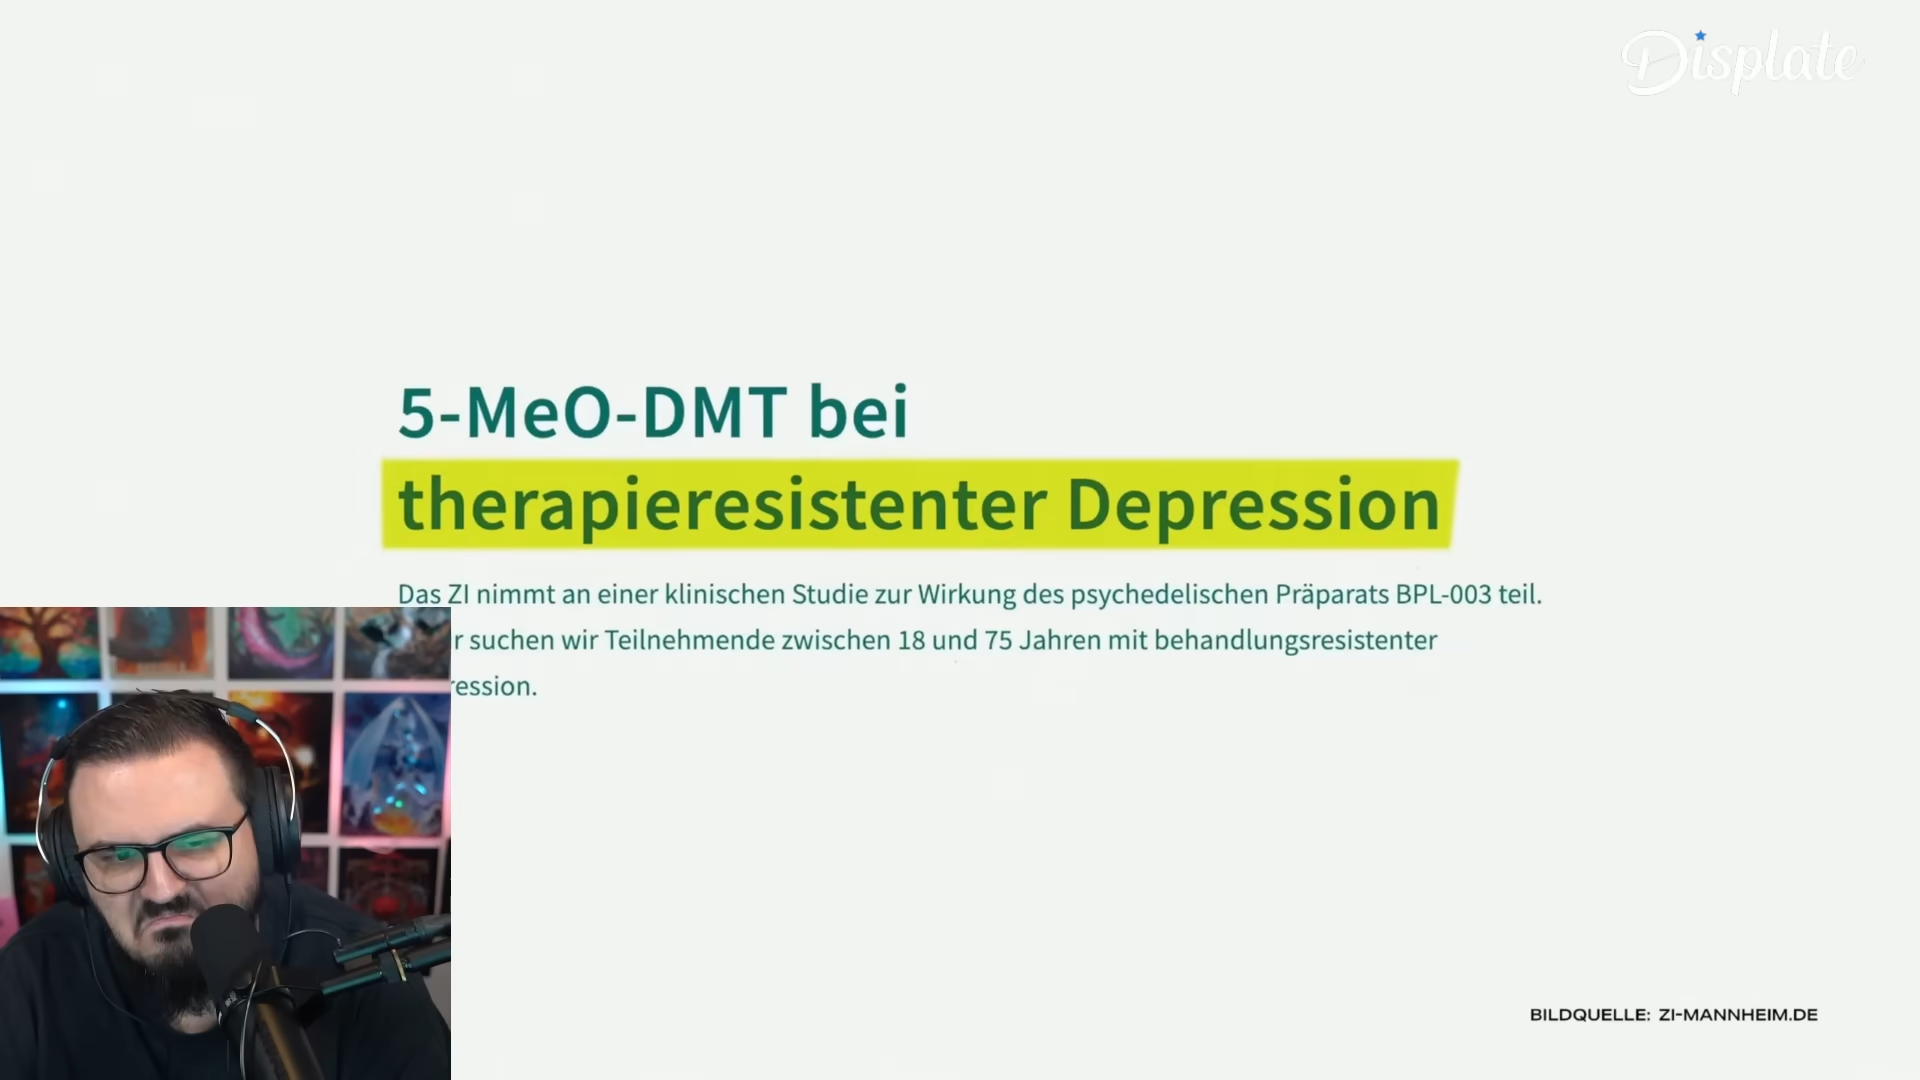 Displate
5-MeO-DMT bei
therapieresistenter Depression
Das ZI nimmt an einer klinischen Studie zur Wirkung des psychedelischen Präparats BPL-003 teil.
suchen wir Teilnehmende zwischen 18 und 75 Jahren mit behandlungsresistenter
BILDQUELLE: ZI-MANNHEIM.DE